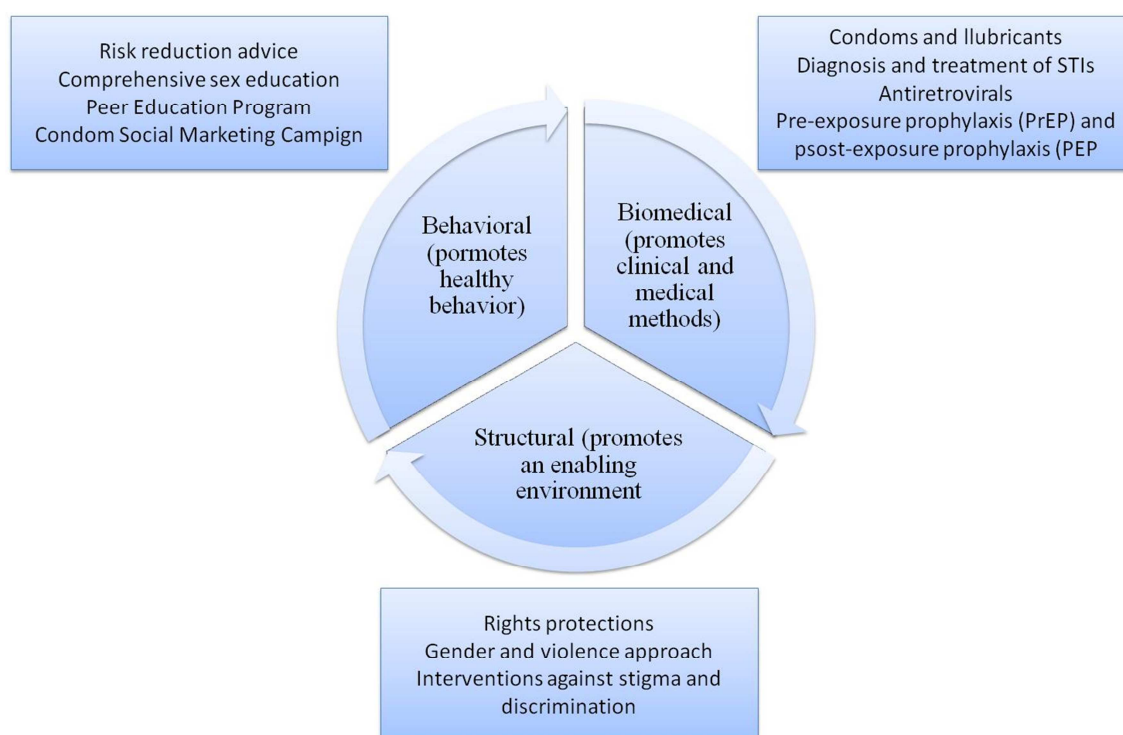 Risk reduction advice
Comprehensive sex education
Peer Education Program
Condom Social Marketing Campign
Condoms and llubricants
Diagnosis and treatment of STIs
Antiretrovirals
Pre-exposure prophylaxis (PrEP) and
psost-exposure prophylaxis (PEP
Behavioral
(pormotes
healthy
behavior)
Biomedical
(promotes
clinical and
medical
methods)
Structural (promotes
an enabling
environment
Rights protections
Gender and violence approach
Interventions against stigma and
discrimination